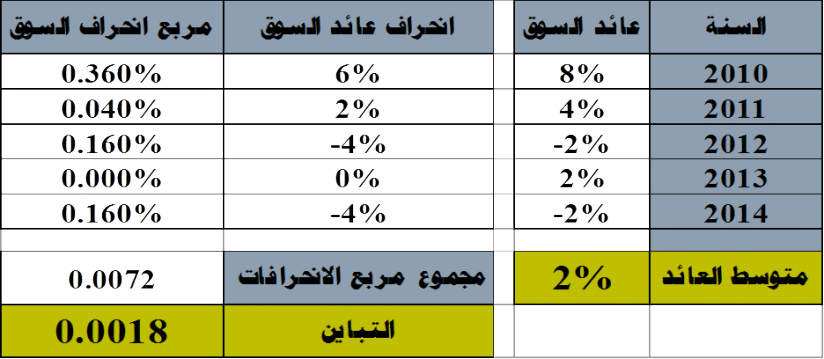 السنة عائد السوق انحراف عائد السوق مربع انحراف السوق
2010 8% 6% 0.360%
2011 4% 2% 0.040%
2012 -2% -4% 0.160%
2013 2% 0% 0.000%
2014 -2% -4% 0.160%
متوسط العائد 2% مجموع مربع الانحرافات 0.0072
التباين 0.0018